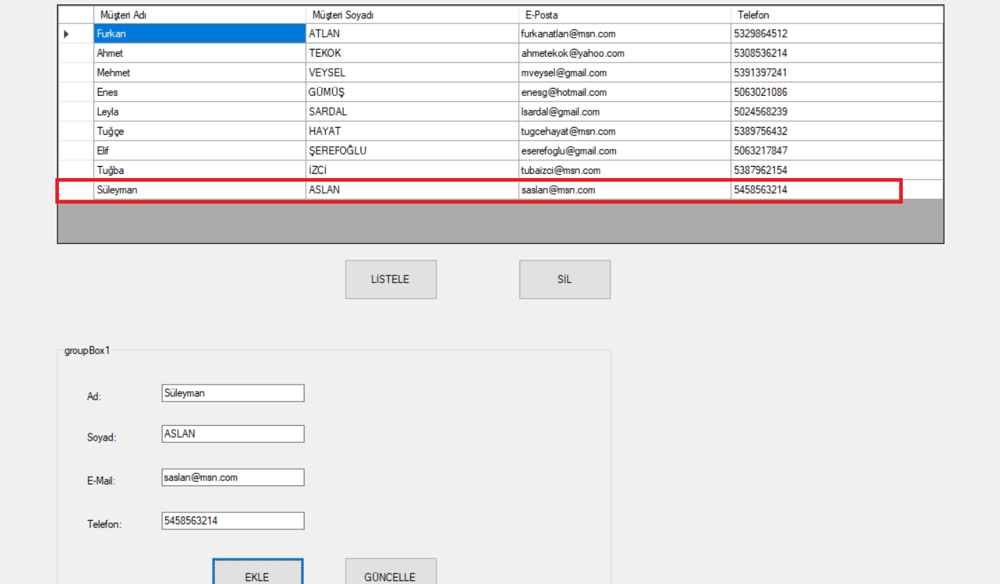 Müşteri Adı Müşteri Soyadı E-Posta Telefon
Furkan ATLAN furkanatlan@msn.com 5329864512
Ahmet TEKOK ahmetekok@yahoo.com 5308536214
Mehmet VEYSEL mveysel@gmail.com 5391397241
Enes GÜMÜŞ enesg@hotmail.com 5063021086
Leyla SARDAL lsardal@gmail.com 5024568239
Tuğçe HAYAT tugcehayat@msn.com 5389756432
Elif ŞEREFOĞLU eserefoglu@gmail.com 5063217847
Tuğba İZCİ tubaizci@msn.com 5387962154
Süleyman ASLAN saslan@msn.com 5458563214
LİSTELE SİL
groupBox1
Ad: Süleyman
Soyad: ASLAN
E-Mail: saslan@msn.com
Telefon: 5458563214
EKLE GÜNCELLE